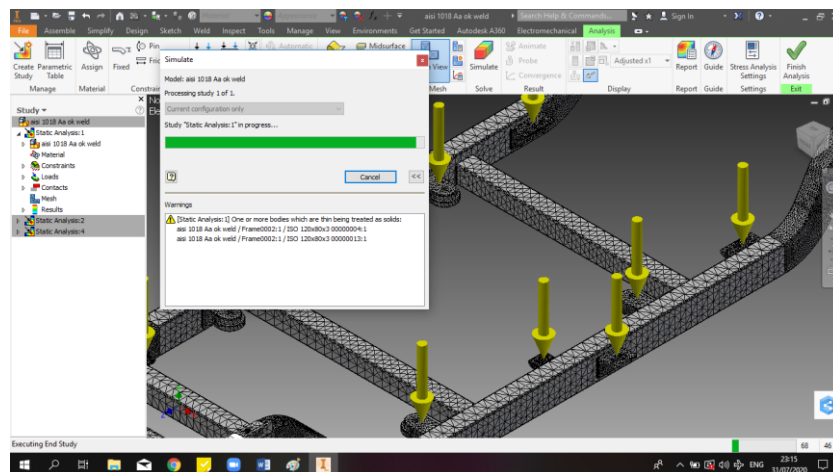 aisi 1018 Aa ok weld
Search Help & Commands...
Sign In
File Assemble Simplify Design Sketch Weld Inspect Tools Manage View Environments Get Started Autodesk A360 Electromechanical Analysis
Create Study
Parametric Table
Assign
Fixed
Pin
Automatic
Midsurface
View
Simulate
Animate
Probe
Convergence
Adjusted x1
Report
Guide
Stress Analysis Settings
Finish Analysis
Manage Material Mesh Solve Result Display Report Guide Settings Exit
Study
aisi 1018 Aa ok weld
Static Analysis:1
aisi 1018 Aa ok weld
Material
Constraints
Loads
Contacts
Mesh
Results
Static Analysis:2
Static Analysis:4
Simulate
Model: aisi 1018 Aa ok weld
Processing study 1 of 1.
Current configuration only
Study "Static Analysis:1" in progress...
Cancel
<<
Warnings
[Static Analysis:1] One or more bodies which are thin being treated as solids:
aisi 1018 Aa ok weld / Frame0002:1 / ISO 120x80x3 00000004:1
aisi 1018 Aa ok weld / Frame0002:1 / ISO 120x80x3 00000013:1
Executing End Study
68 46
ENG
23:15
31/07/2020